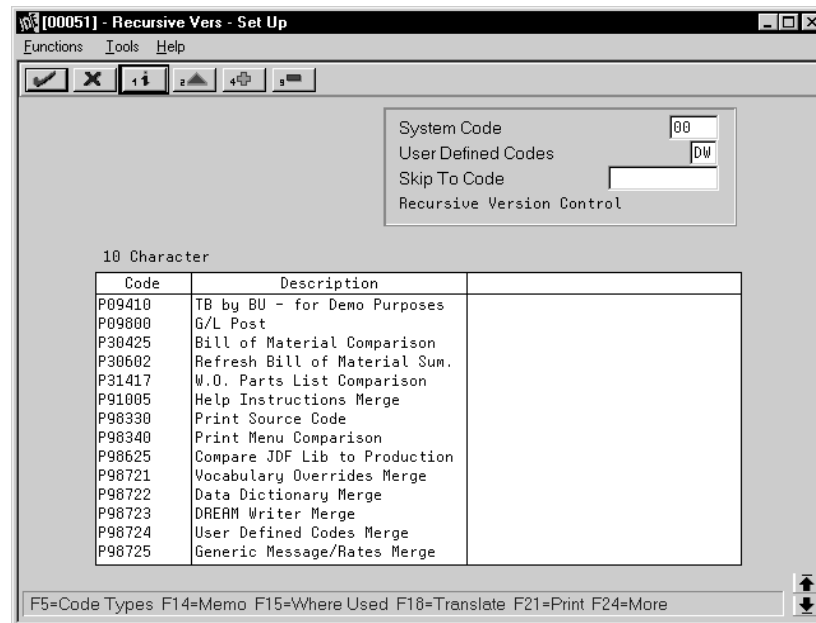 [00051] - Recursive Vers - Set Up
Functions Tools Help
1 i 2 4 9
System Code 00
User Defined Codes DW
Skip To Code
Recursive Version Control
10 Character
Code Description
P09410 TB by BU - for Demo Purposes
P09800 G/L Post
P30425 Bill of Material Comparison
P30602 Refresh Bill of Material Sum.
P31417 W.O. Parts List Comparison
P91005 Help Instructions Merge
P98330 Print Source Code
P98340 Print Menu Comparison
P98625 Compare JDF Lib to Production
P98721 Vocabulary Overrides Merge
P98722 Data Dictionary Merge
P98723 DREAM Writer Merge
P98724 User Defined Codes Merge
P98725 Generic Message/Rates Merge
F5=Code Types F14=Memo F15=Where Used F18=Translate F21=Print F24=More